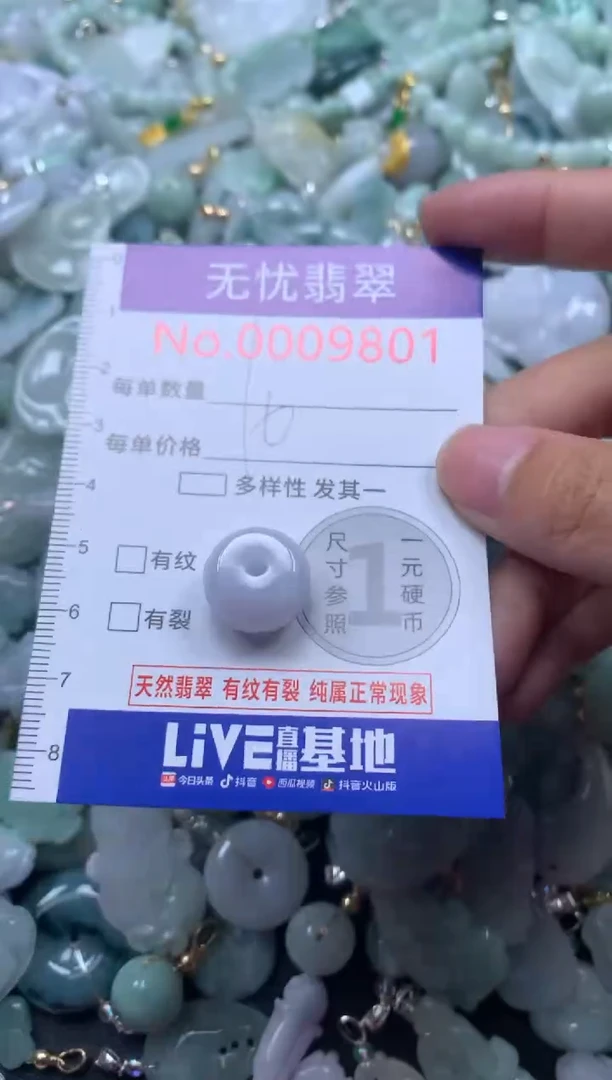 无忧翡翠
No.0009801
每单数量
每单价格
多样性 发其一
有纹
有裂
尺寸参照
1
一元硬币
天然翡翠 有纹有裂 纯属正常现象
LiVE直播基地
今日头条 抖音 西瓜视频 抖音火山版
1
2
3
4
5
6
7
8